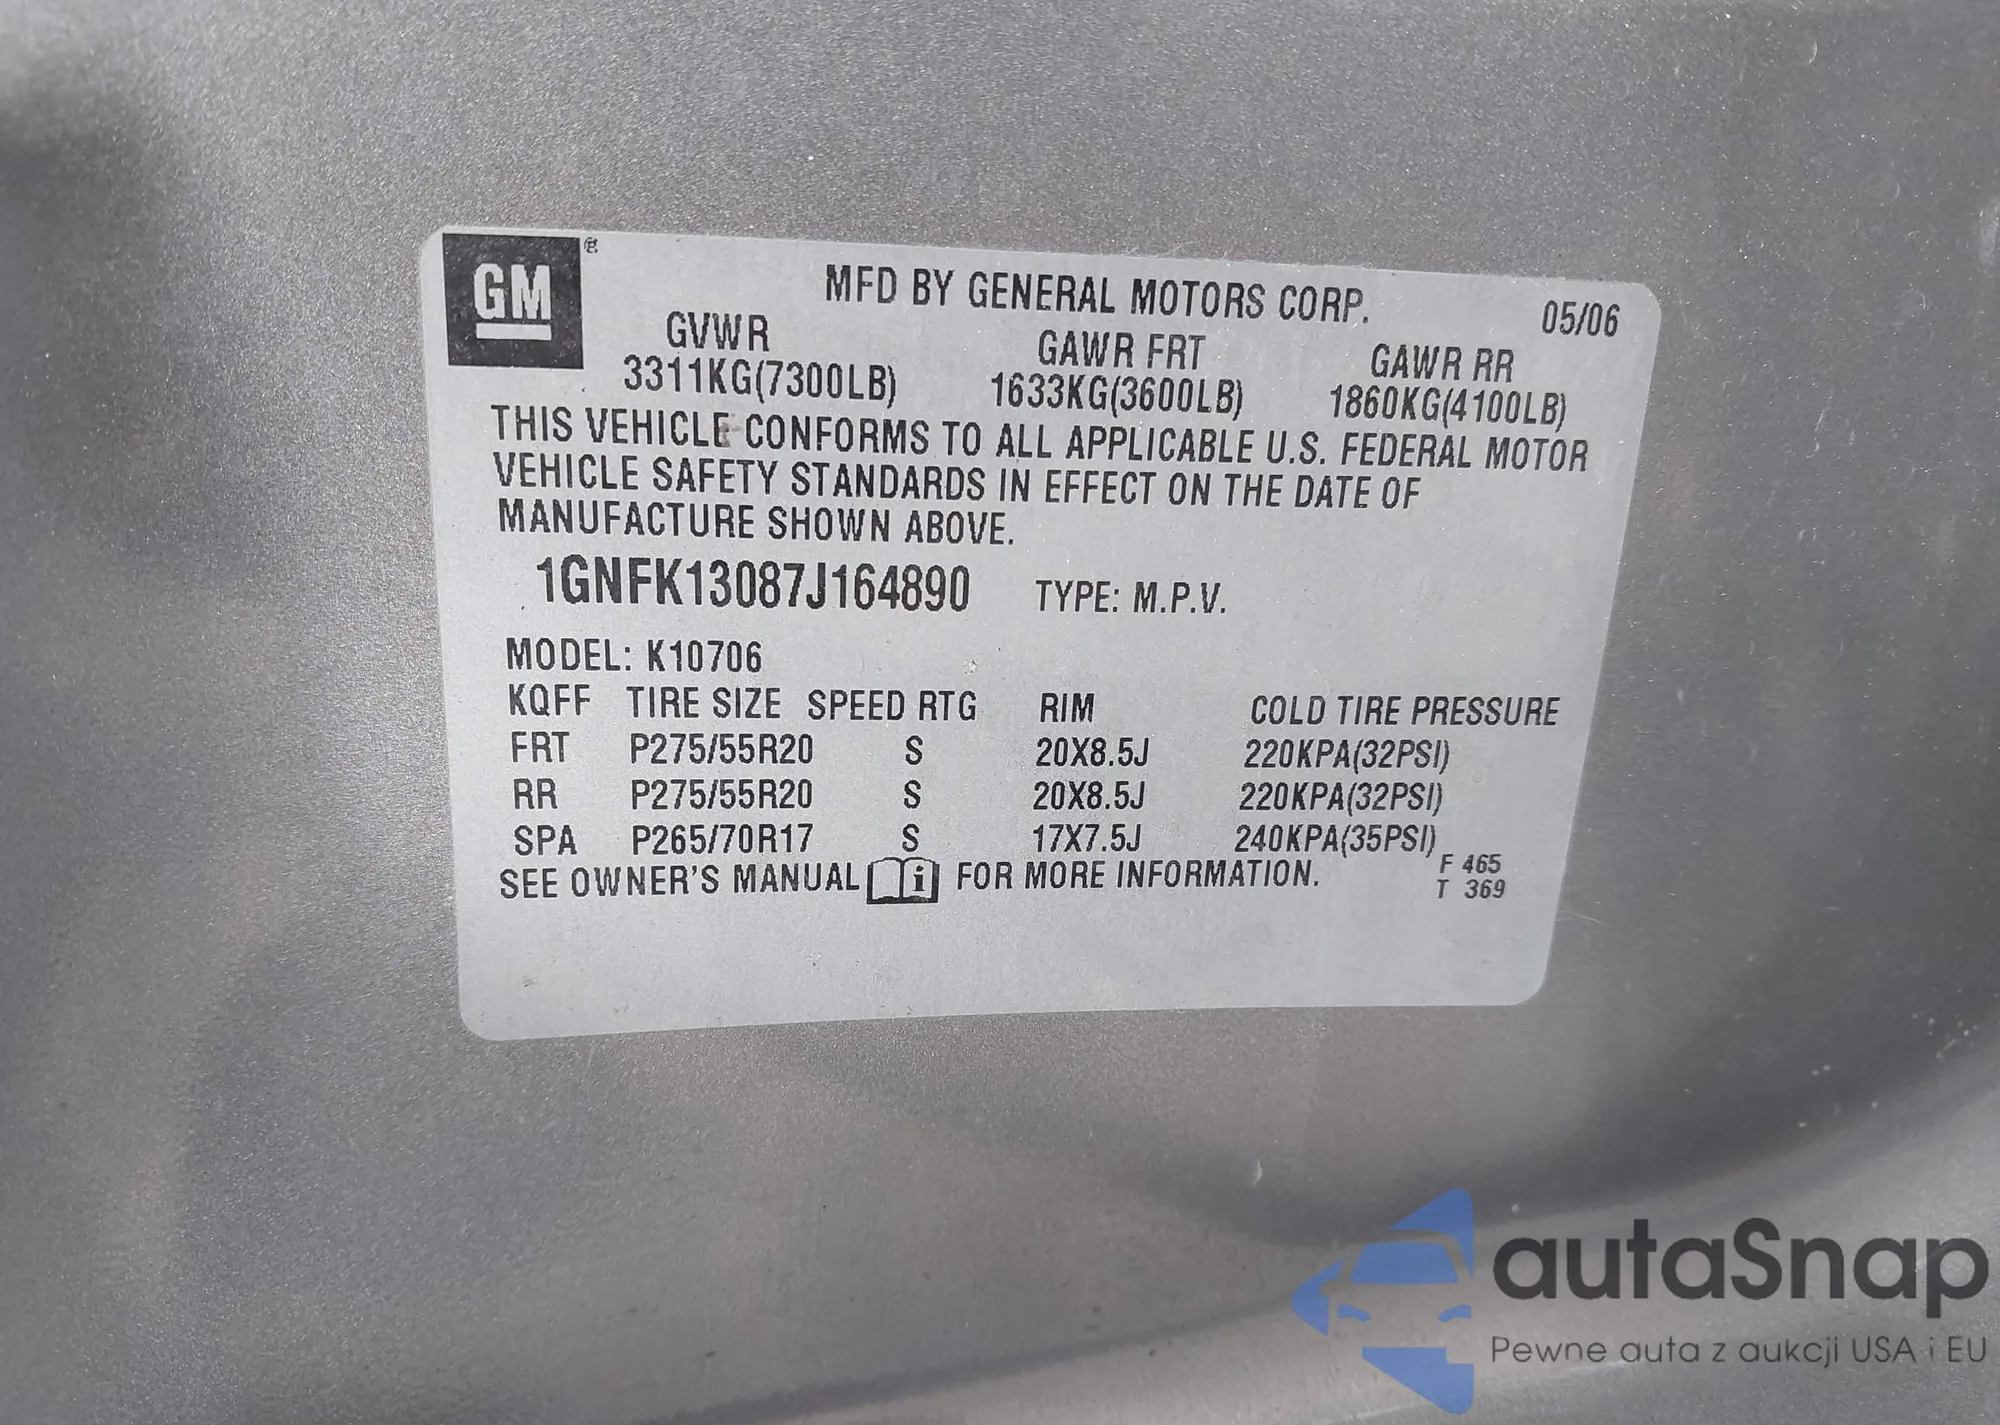 GM ®
MFD BY GENERAL MOTORS CORP. 05/06
GVWR GAWR FRT GAWR RR
3311KG(7300LB) 1633KG(3600LB) 1860KG(4100LB)
THIS VEHICLE CONFORMS TO ALL APPLICABLE U.S. FEDERAL MOTOR
VEHICLE SAFETY STANDARDS IN EFFECT ON THE DATE OF
MANUFACTURE SHOWN ABOVE.
1GNFK13087J164890 TYPE: M.P.V.
MODEL: K10706
KQFF TIRE SIZE SPEED RTG RIM COLD TIRE PRESSURE
FRT P275/55R20 S 20X8.5J 220KPA(32PSI)
RR P275/55R20 S 20X8.5J 220KPA(32PSI)
SPA P265/70R17 S 17X7.5J 240KPA(35PSI)
SEE OWNER'S MANUAL i FOR MORE INFORMATION.
F 465
T 369
autaSnap
Pewne auta z aukcji USA i EU